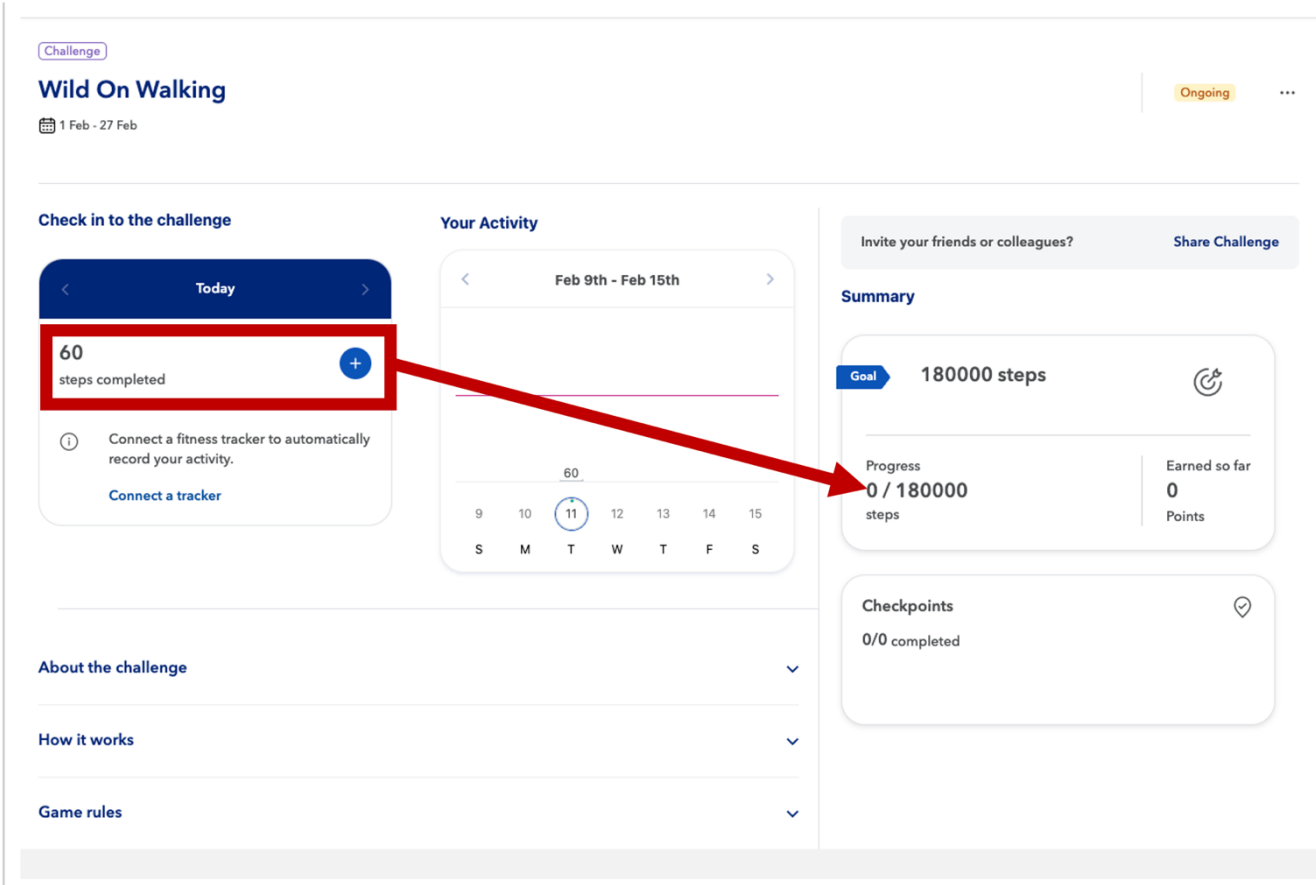 Challenge
Wild On Walking
1 Feb - 27 Feb
Ongoing
Check in to the challenge
Today
60
steps completed
Connect a fitness tracker to automatically
record your activity.
Connect a tracker
Your Activity
Feb 9th - Feb 15th
60
9 10 11 12 13 14 15
S M T W T F S
Invite your friends or colleagues? Share Challenge
Summary
Goal 180000 steps
Progress
0 / 180000
steps
Earned so far
0
Points
Checkpoints
0/0 completed
About the challenge
How it works
Game rules